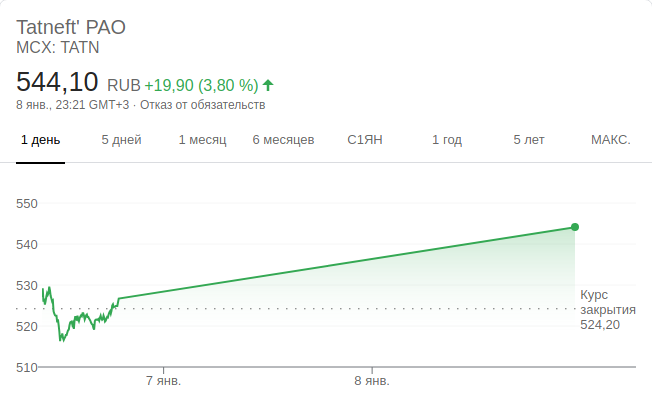 Tatneft' PAO
MCX: TATN
544,10 RUB +19,90 (3,80 %)
8 янв., 23:21 GMT+3 · Отказ от обязательств
1 день 5 дней 1 месяц 6 месяцев С1ЯН 1 год 5 лет МАКС.
550
540
530
520
510
Курс
закрытия
524,20
7 янв. 8 янв.